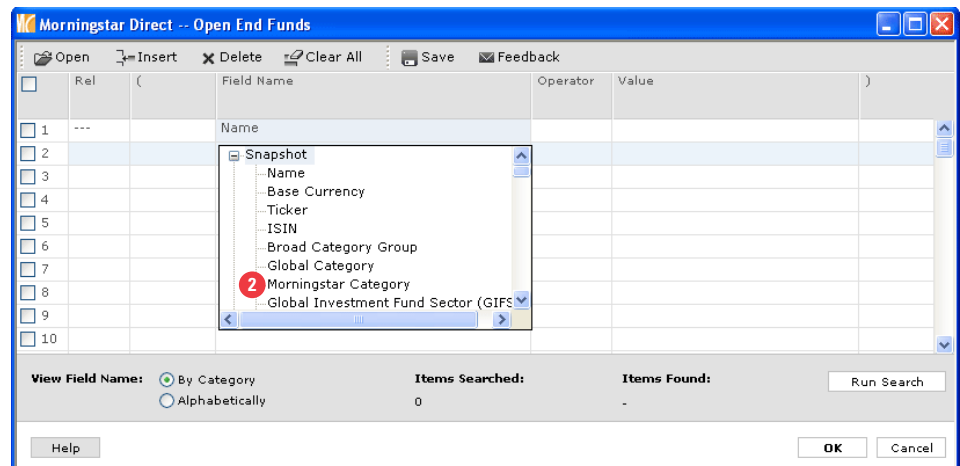 Morningstar Direct -- Open End Funds
Open Insert Delete Clear All Save Feedback
Rel ( Field Name Operator Value )
1 --- Name
2
3
4
5
6
7
8
9
10
Snapshot
Name
Base Currency
Ticker
ISIN
Broad Category Group
Global Category
2 Morningstar Category
Global Investment Fund Sector (GIFS
View Field Name: By Category Items Searched: Items Found: Run Search
Alphabetically 0 -
Help OK Cancel